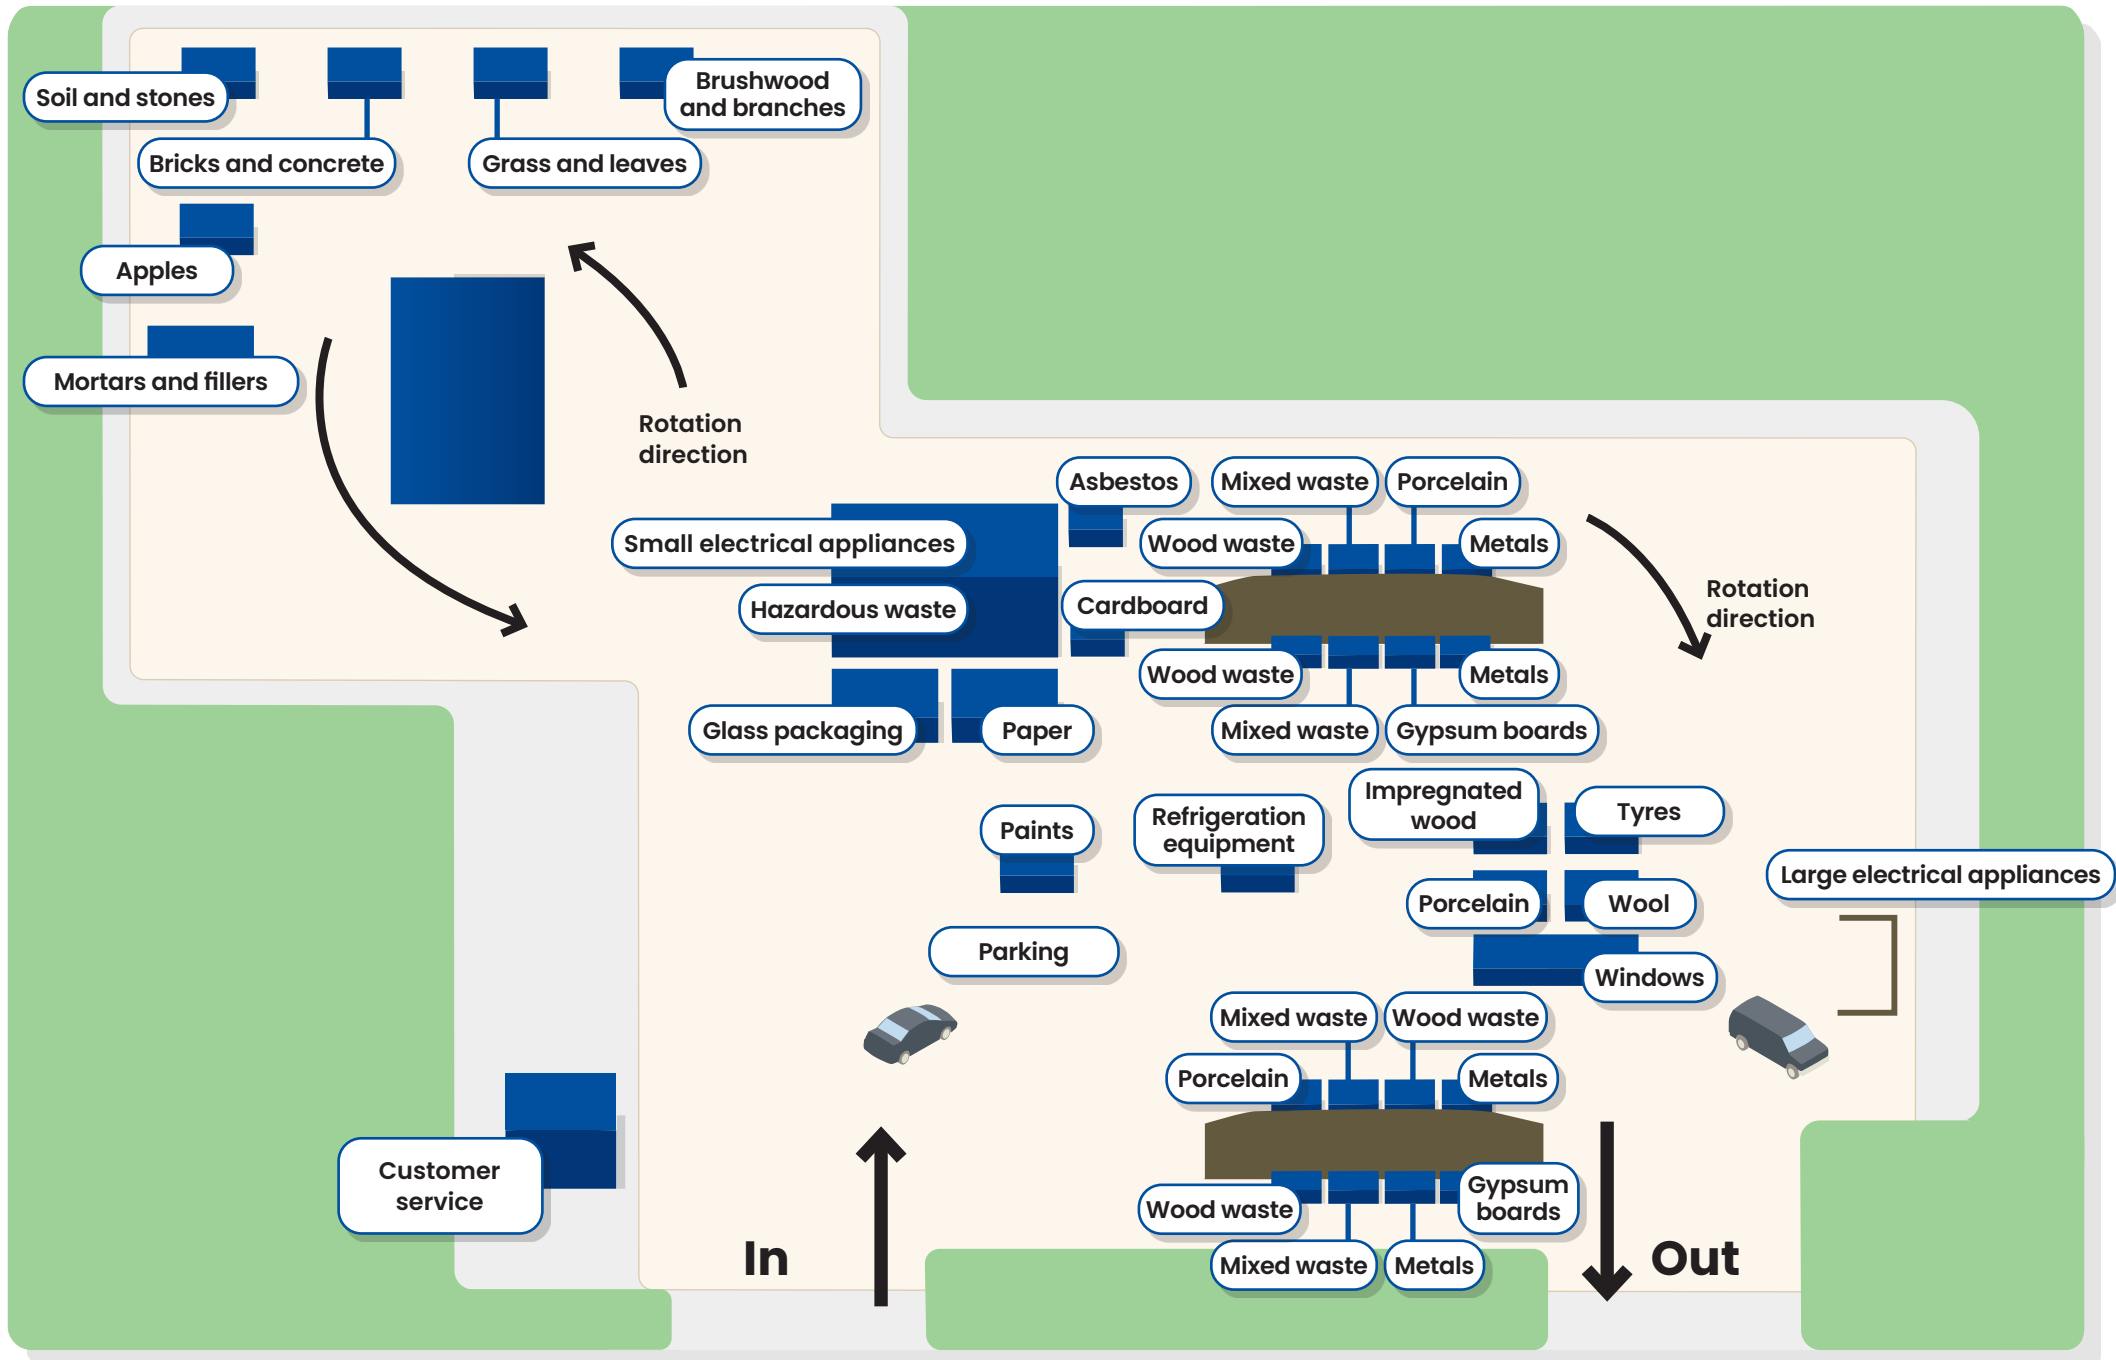 Soil and stones
Brushwood
and branches
Bricks and concrete
Grass and leaves
Apples
Mortars and fillers
Rotation
direction
Asbestos
Mixed waste
Porcelain
Small electrical appliances
Wood waste
Metals
Hazardous waste
Cardboard
Rotation
direction
Wood waste
Metals
Glass packaging
Paper
Mixed waste
Gypsum boards
Impregnated
wood
Tyres
Paints
Refrigeration
equipment
Large electrical appliances
Porcelain
Wool
Parking
Windows
Mixed waste
Wood waste
Porcelain
Metals
Customer
service
Gypsum
boards
Wood waste
In
Mixed waste
Metals
Out